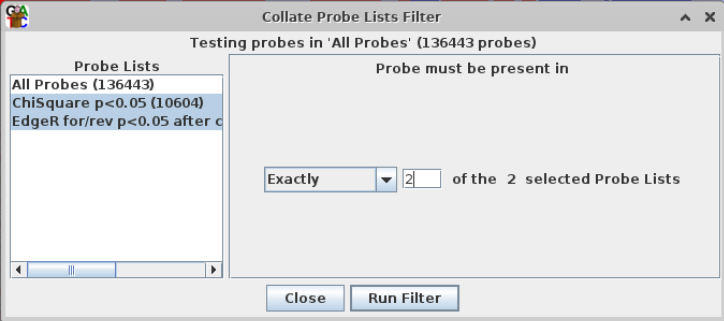 Collate Probe Lists Filter
Testing probes in 'All Probes' (136443 probes)
Probe Lists
All Probes (136443)
ChiSquare p<0.05 (10604)
EdgeR for/rev p<0.05 after c
Probe must be present in
Exactly 2 of the 2 selected Probe Lists
Close Run Filter